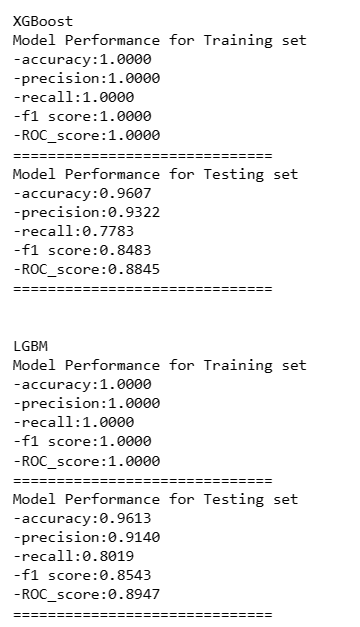 XGBoost
Model Performance for Training set
-accuracy:1.0000
-precision:1.0000
-recall:1.0000
-f1 score:1.0000
-ROC_score:1.0000
==============================
Model Performance for Testing set
-accuracy:0.9607
-precision:0.9322
-recall:0.7783
-f1 score:0.8483
-ROC_score:0.8845
==============================
LGBM
Model Performance for Training set
-accuracy:1.0000
-precision:1.0000
-recall:1.0000
-f1 score:1.0000
-ROC_score:1.0000
==============================
Model Performance for Testing set
-accuracy:0.9613
-precision:0.9140
-recall:0.8019
-f1 score:0.8543
-ROC_score:0.8947
==============================